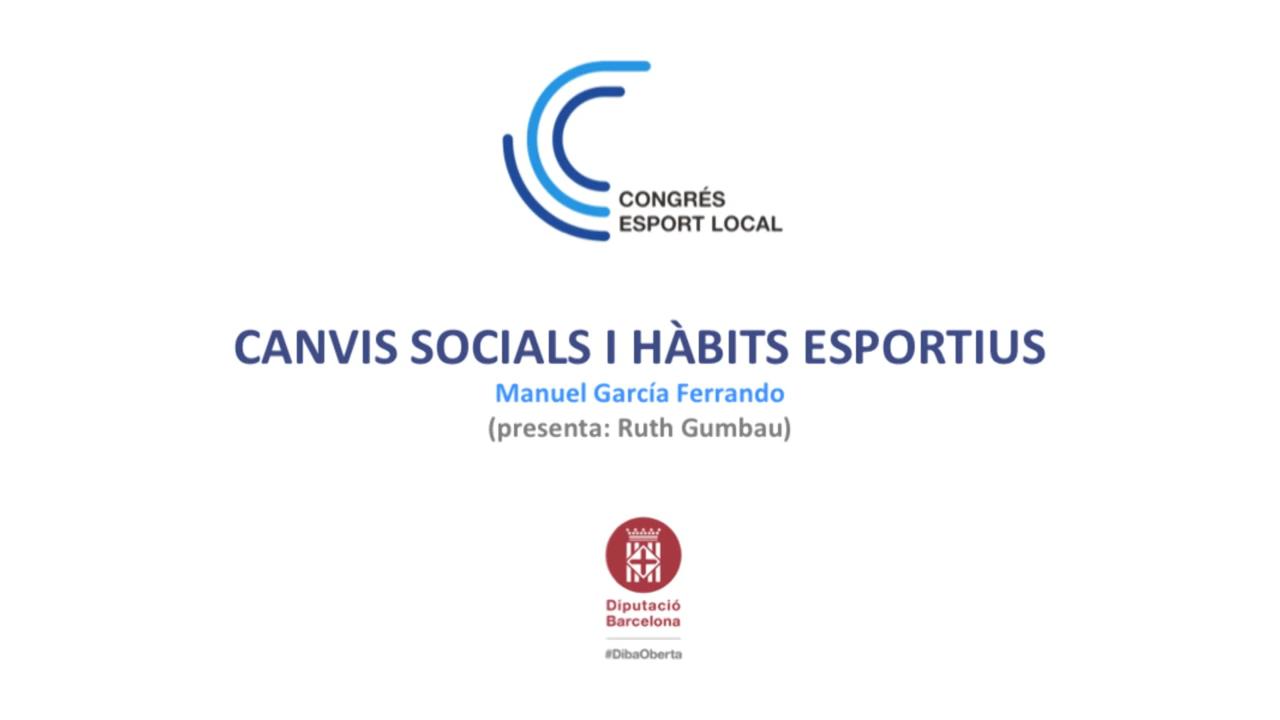 CONGRÉS
ESPORT LOCAL
CANVIS SOCIALS I HÀBITS ESPORTIUS
Manuel García Ferrando
(presenta: Ruth Gumbau)
Diputació
Barcelona
#DibaOberta